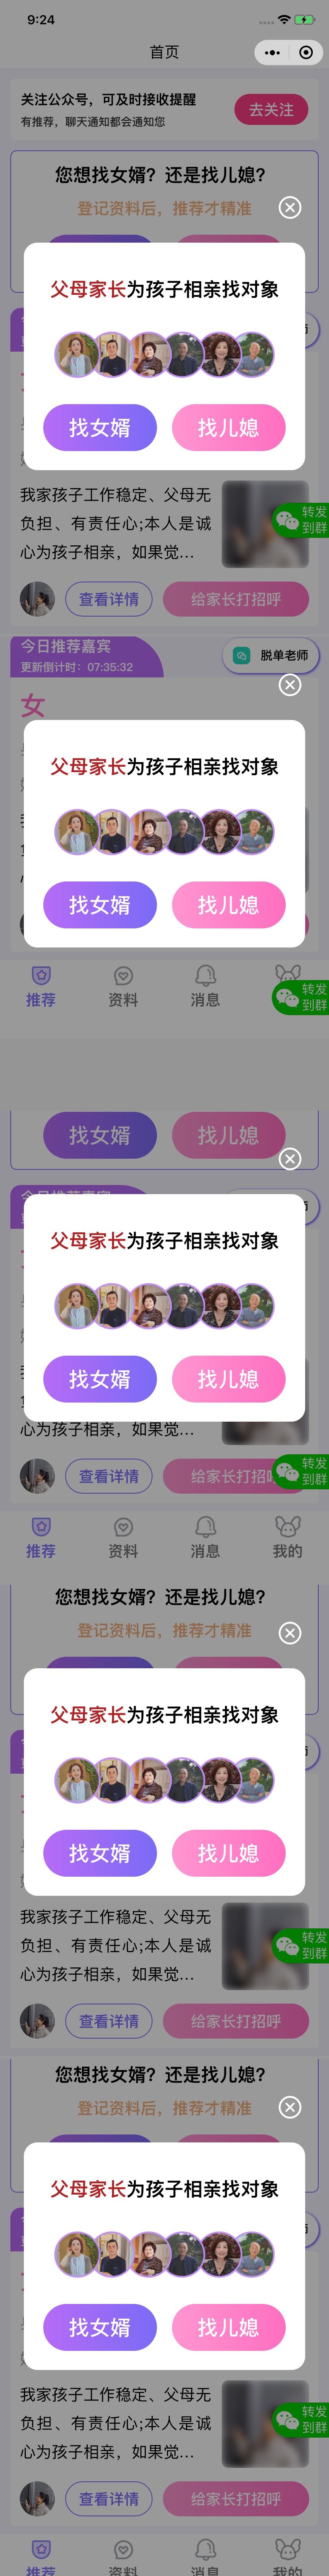 9:24
首页
关注公众号，可及时接收提醒
有推荐，聊天通知都会通知您
去关注
您想找女婿？还是找儿媳？
登记资料后，推荐才精准
父母家长为孩子相亲找对象
找女婿
找儿媳
我家孩子工作稳定、父母无
负担、有责任心;本人是诚
心为孩子相亲，如果觉...
转发
到群
查看详情
给家长打招呼
今日推荐嘉宾
更新倒计时：07:35:32
脱单老师
女
父母家长为孩子相亲找对象
找女婿
找儿媳
推荐
资料
消息
转发
到群
找女婿
找儿媳
父母家长为孩子相亲找对象
找女婿
找儿媳
心为孩子相亲，如果觉...
查看详情
给家长打招
转发
到群
推荐
资料
消息
我的
您想找女婿？还是找儿媳？
登记资料后，推荐才精准
父母家长为孩子相亲找对象
找女婿
找儿媳
我家孩子工作稳定、父母无
负担、有责任心;本人是诚
心为孩子相亲，如果觉...
转发
到群
查看详情
给家长打招呼
您想找女婿？还是找儿媳？
登记资料后，推荐才精准
父母家长为孩子相亲找对象
找女婿
找儿媳
我家孩子工作稳定、父母无
负担、有责任心;本人是诚
心为孩子相亲，如果觉...
转发
到群
查看详情
给家长打招呼
推荐
资料
消息
我的